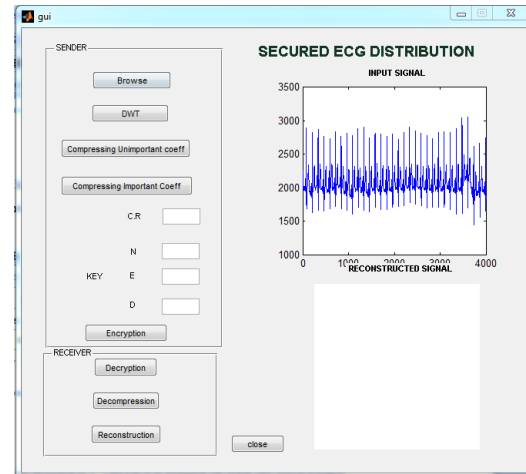 gui
SENDER
Browse
DWT
Compressing Unimportant coeff
Compressing Important Coeff
C.R
N
KEY E
D
Encryption
RECEIVER
Decryption
Decompression
Reconstruction
SECURED ECG DISTRIBUTION
INPUT SIGNAL
3500
3000
2500
2000
1500
1000
0 1000 2000 3000 4000
RECONSTRUCTED SIGNAL
close